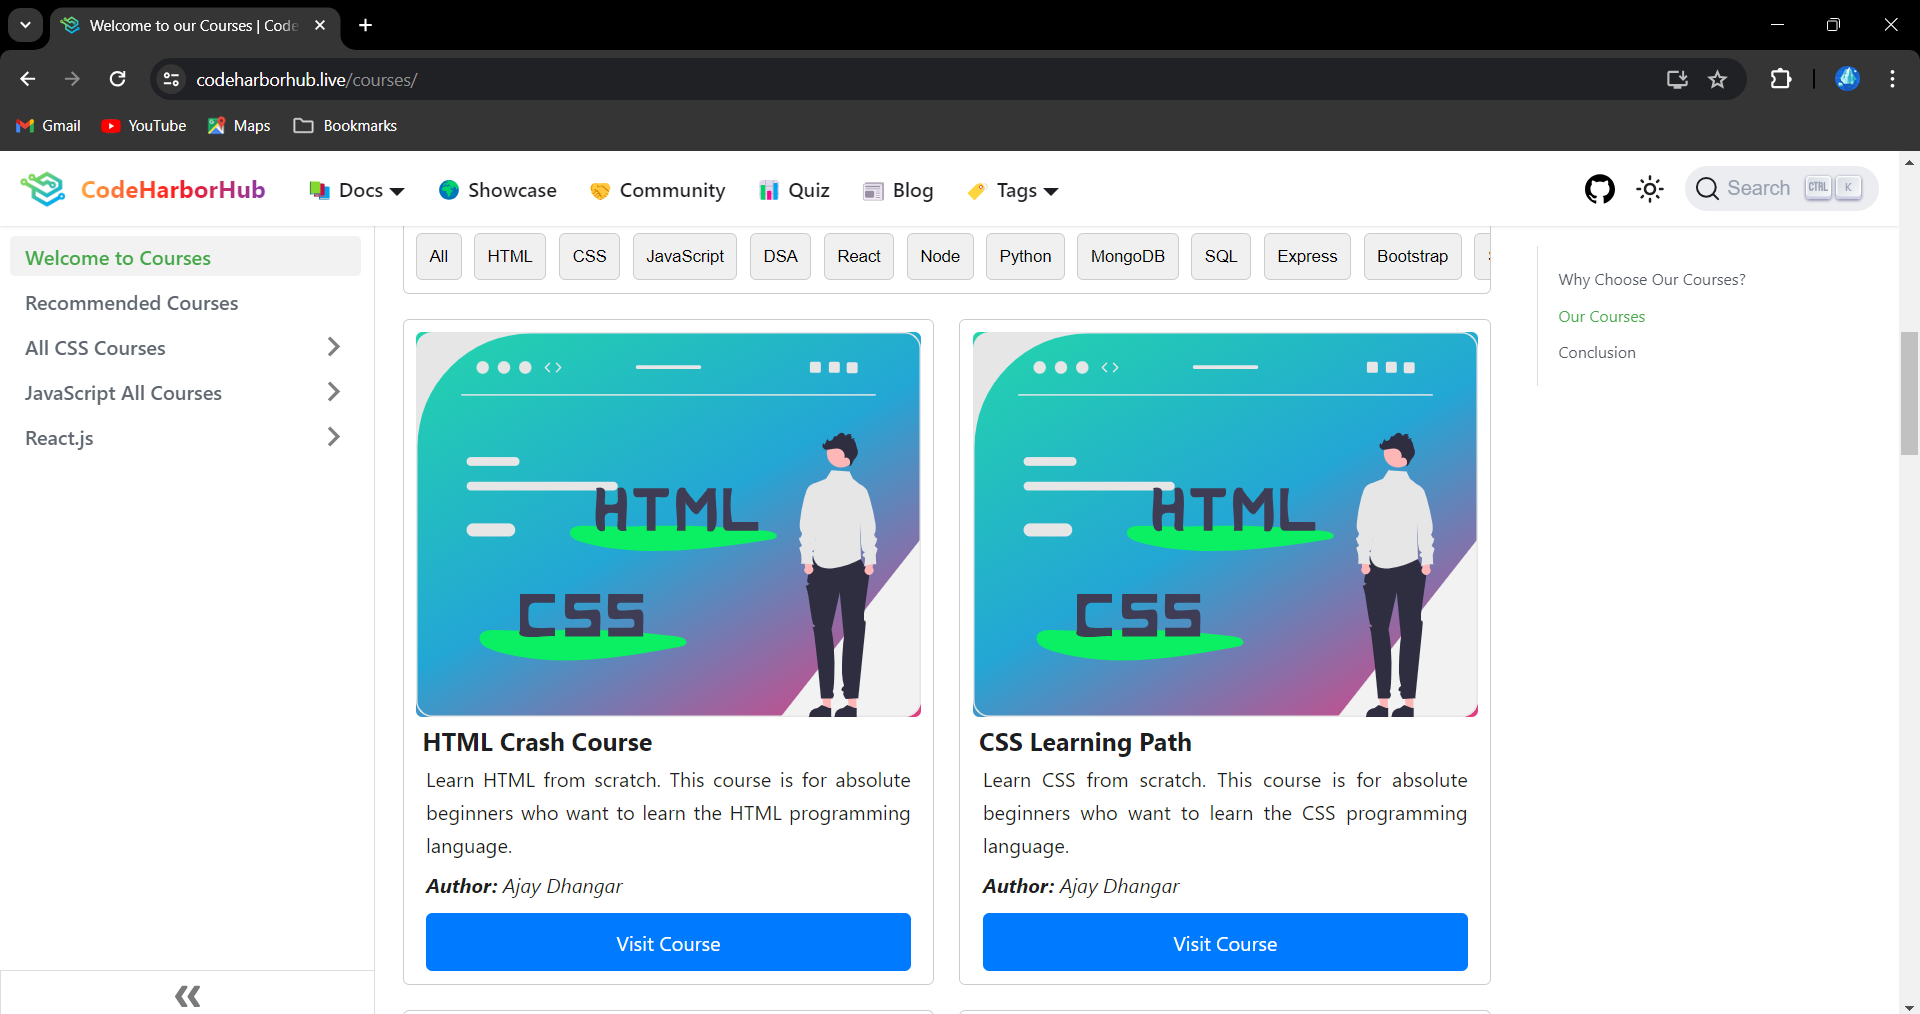 Welcome to our Courses | Code
codeharborhub.live/courses/
Gmail YouTube Maps Bookmarks
CodeHarborHub Docs Showcase Community Quiz Blog Tags Search CTRL K
Welcome to Courses
Recommended Courses
All CSS Courses
JavaScript All Courses
React.js
All HTML CSS JavaScript DSA React Node Python MongoDB SQL Express Bootstrap
HTML
CSS
HTML Crash Course
Learn HTML from scratch. This course is for absolute
beginners who want to learn the HTML programming
language.
Author: Ajay Dhangar
Visit Course
HTML
CSS
CSS Learning Path
Learn CSS from scratch. This course is for absolute
beginners who want to learn the CSS programming
language.
Author: Ajay Dhangar
Visit Course
Why Choose Our Courses?
Our Courses
Conclusion